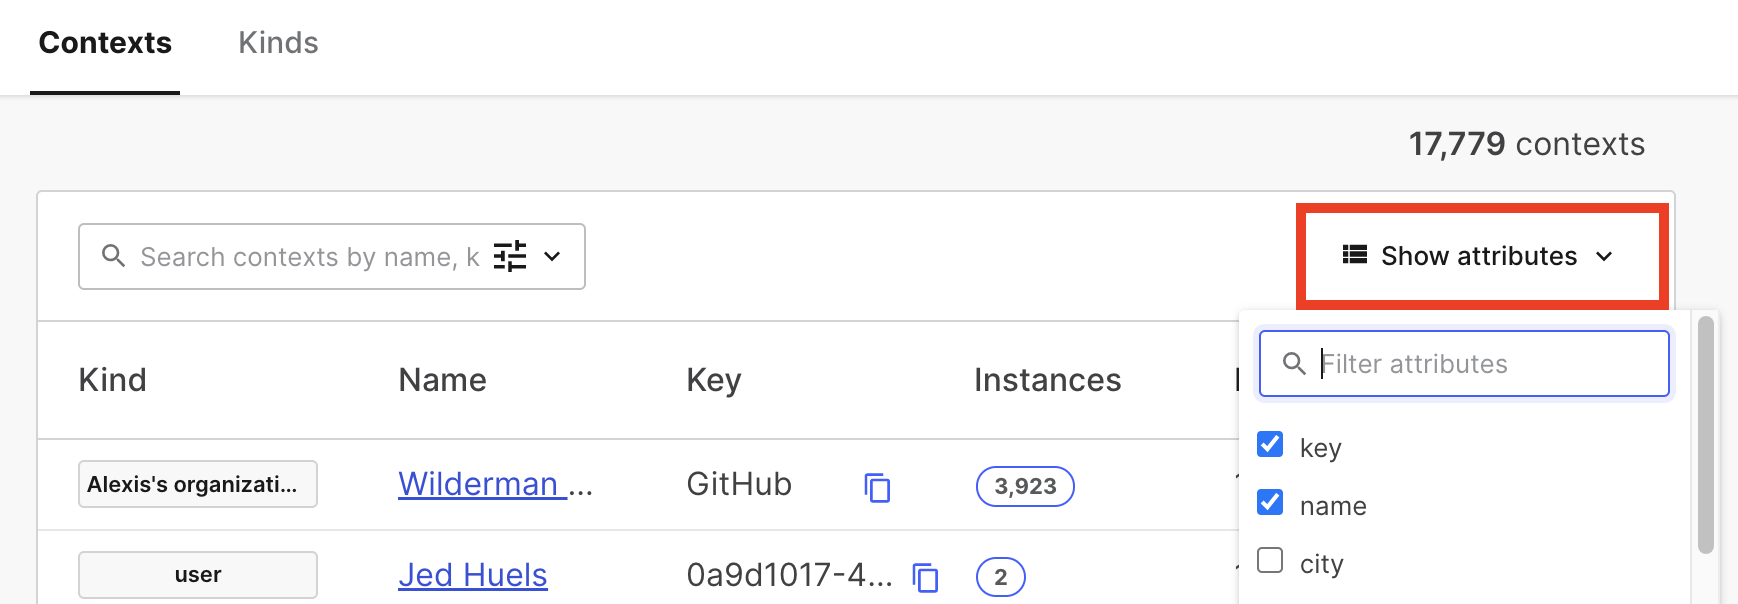 Contexts Kinds
17,779 contexts
Search contexts by name, k
Show attributes
Filter attributes
Kind Name Key Instances
key
Alexis's organizati... Wilderman ... GitHub 3,923
name
city
user Jed Huels 0a9d1017-4... 2